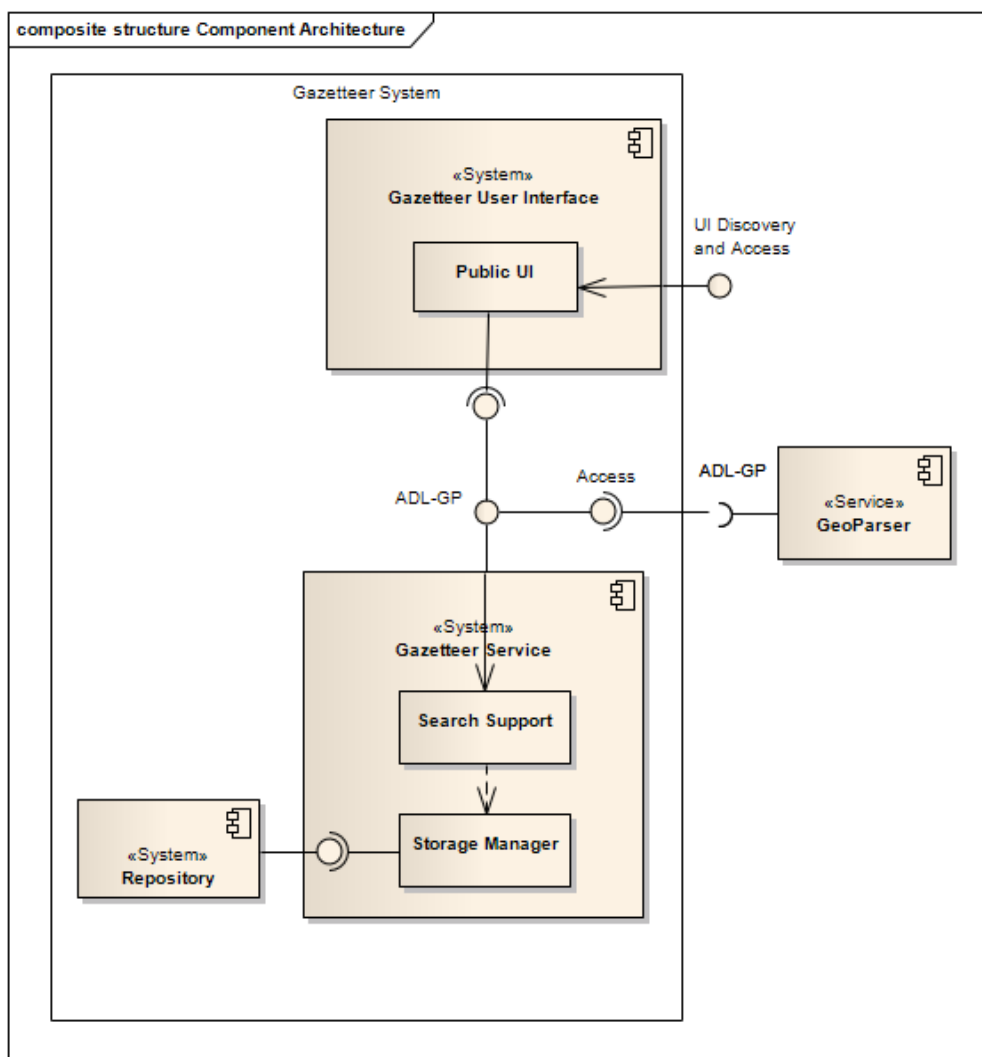 composite structure Component Architecture
Gazetteer System
«System»
Gazetteer User Interface
Public UI
UI Discovery
and Access
ADL-GP
Access
ADL-GP
«Service»
GeoParser
«System»
Gazetteer Service
Search Support
Storage Manager
«System»
Repository